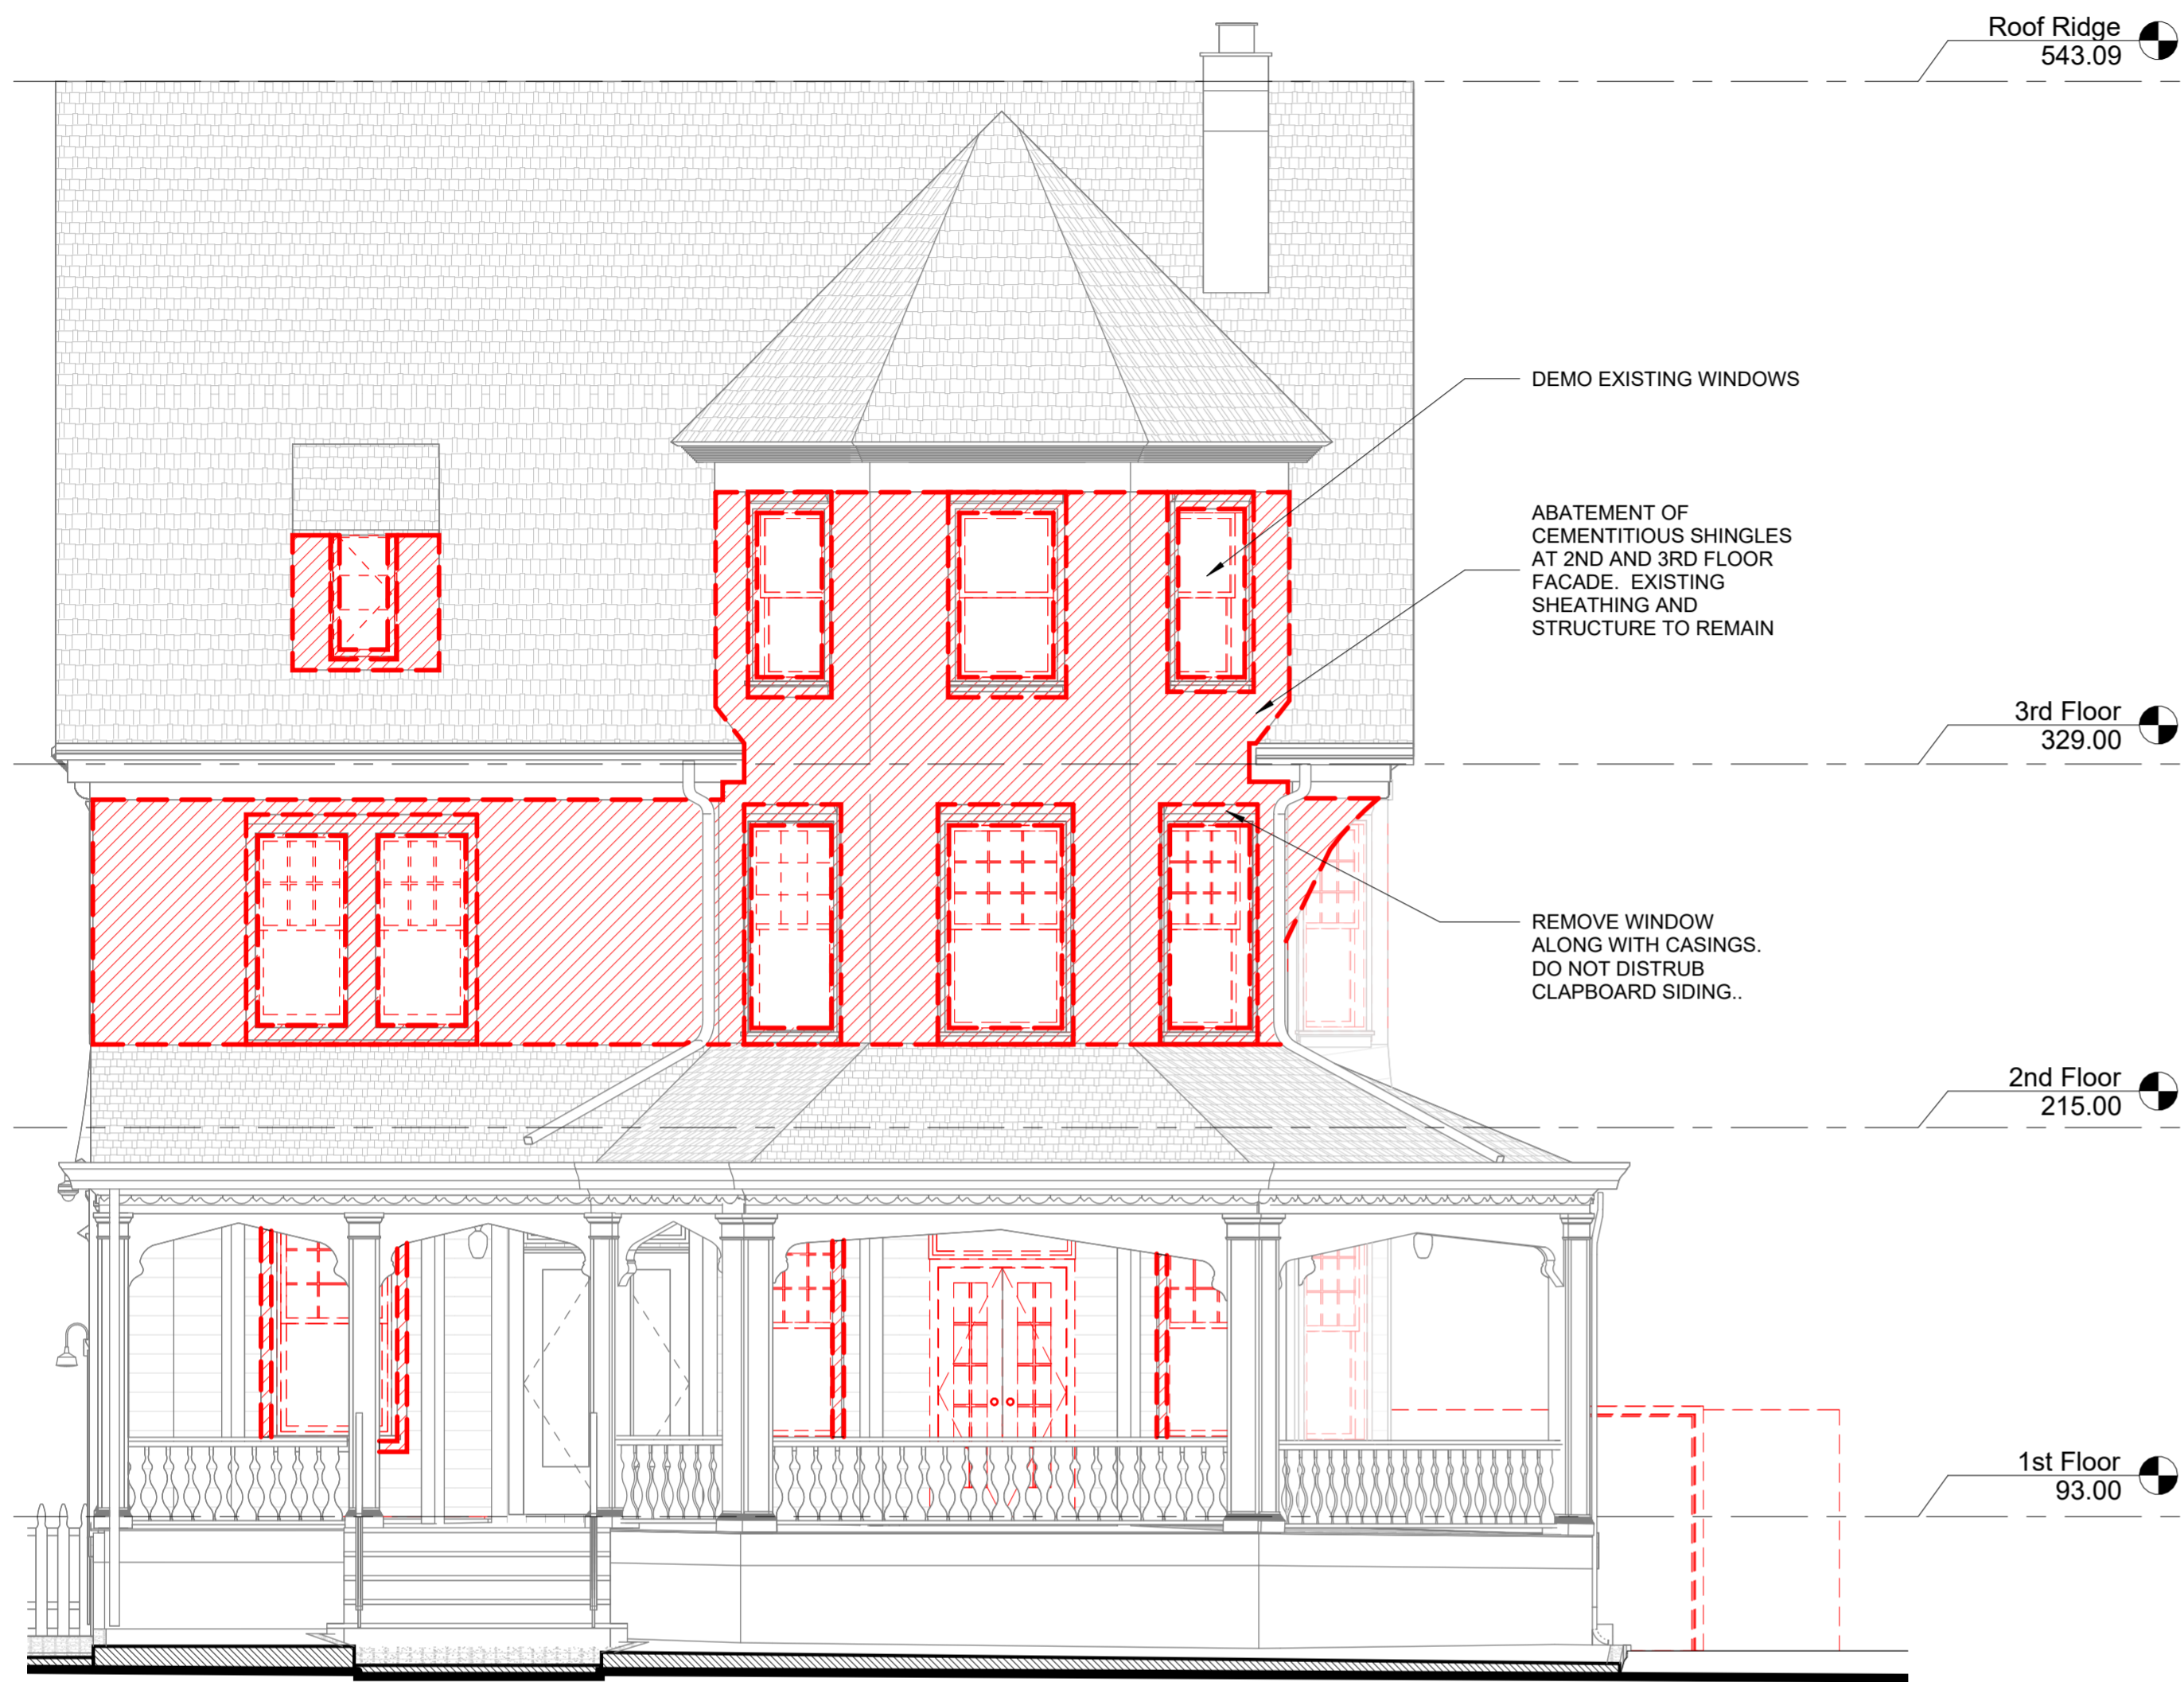 Roof Ridge
543.09
DEMO EXISTING WINDOWS
ABATEMENT OF
CEMENTITIOUS SHINGLES
AT 2ND AND 3RD FLOOR
FACADE.  EXISTING
SHEATHING AND
STRUCTURE TO REMAIN
3rd Floor
329.00
REMOVE WINDOW
ALONG WITH CASINGS.
DO NOT DISTRUB
CLAPBOARD SIDING..
2nd Floor
215.00
1st Floor
93.00